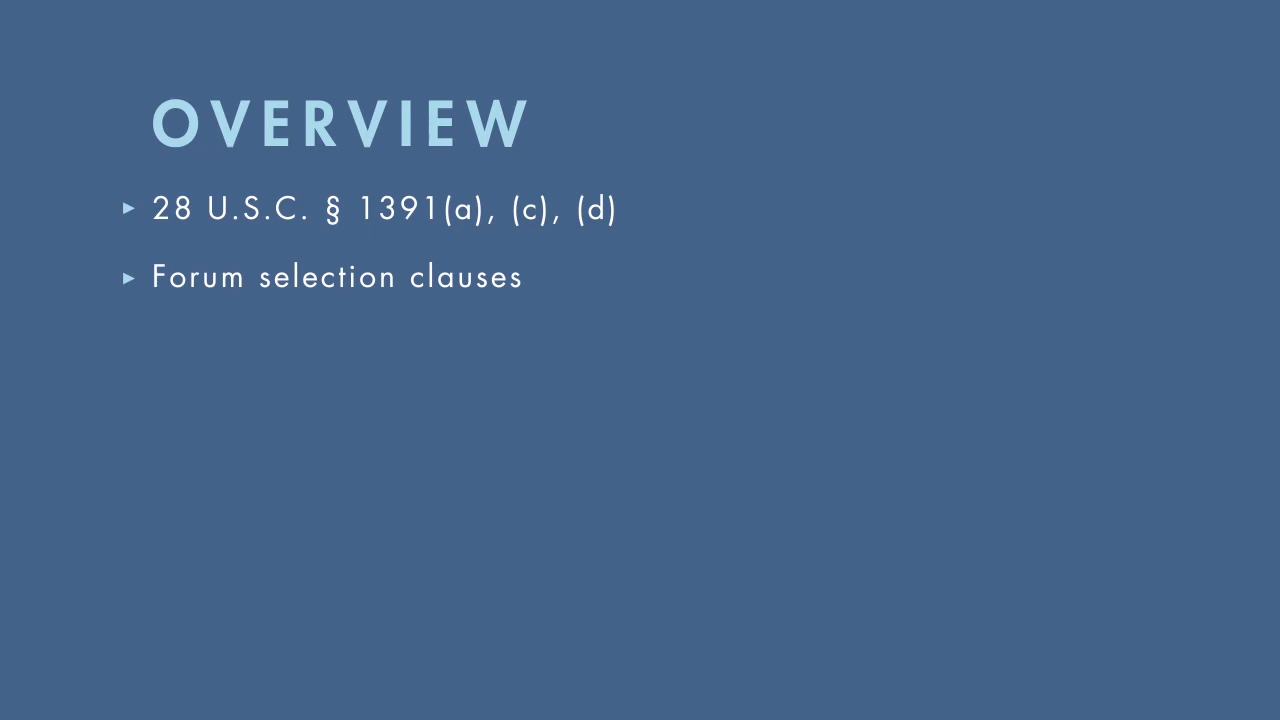 OVERVIEW
▸ 28 U.S.C. § 1391(a), (c), (d)
▸ Forum selection clauses